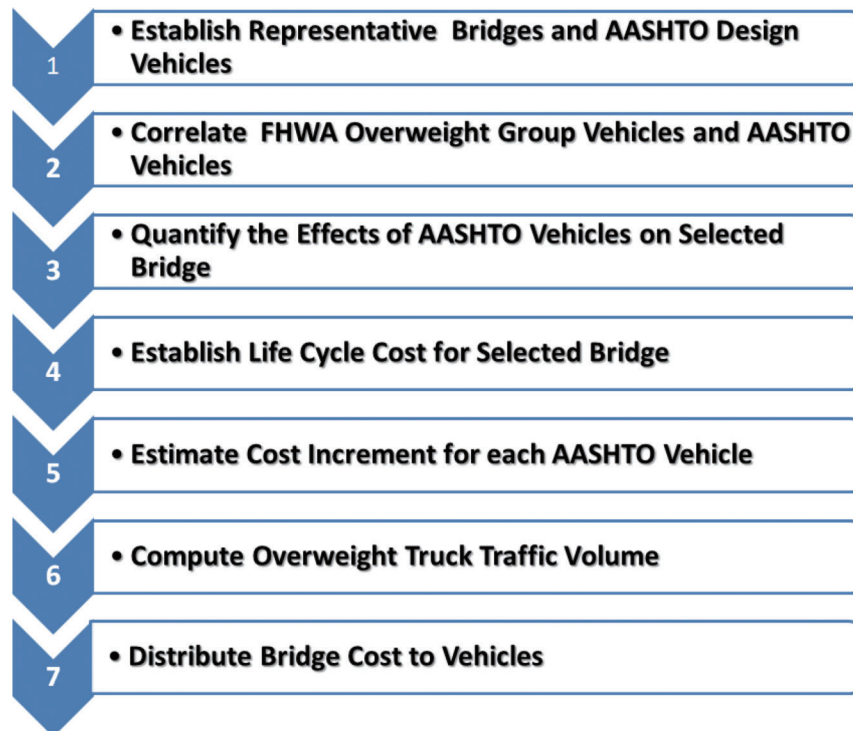 1
• Establish Representative Bridges and AASHTO Design
Vehicles
2
• Correlate FHWA Overweight Group Vehicles and AASHTO
Vehicles
3
• Quantify the Effects of AASHTO Vehicles on Selected
Bridge
4
• Establish Life Cycle Cost for Selected Bridge
5
• Estimate Cost Increment for each AASHTO Vehicle
6
• Compute Overweight Truck Traffic Volume
7
• Distribute Bridge Cost to Vehicles